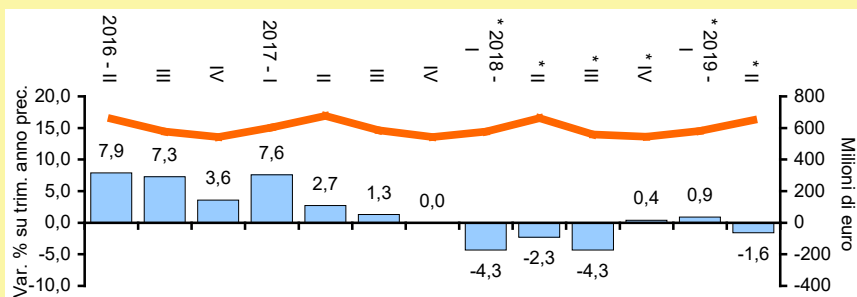 2016 - II
III
IV
2017 - I
II
III
IV
* 2018 -
I
* II
* III
* IV
* 2019 -
I
* II
Var. % su trim. anno prec.
20,0
15,0
10,0
5,0
0,0
-5,0
-10,0
7,9
7,3
3,6
7,6
2,7
1,3
0,0
-4,3
-2,3
-4,3
0,4
0,9
-1,6
800
600
400
200
0
-200
-400
Milioni di euro